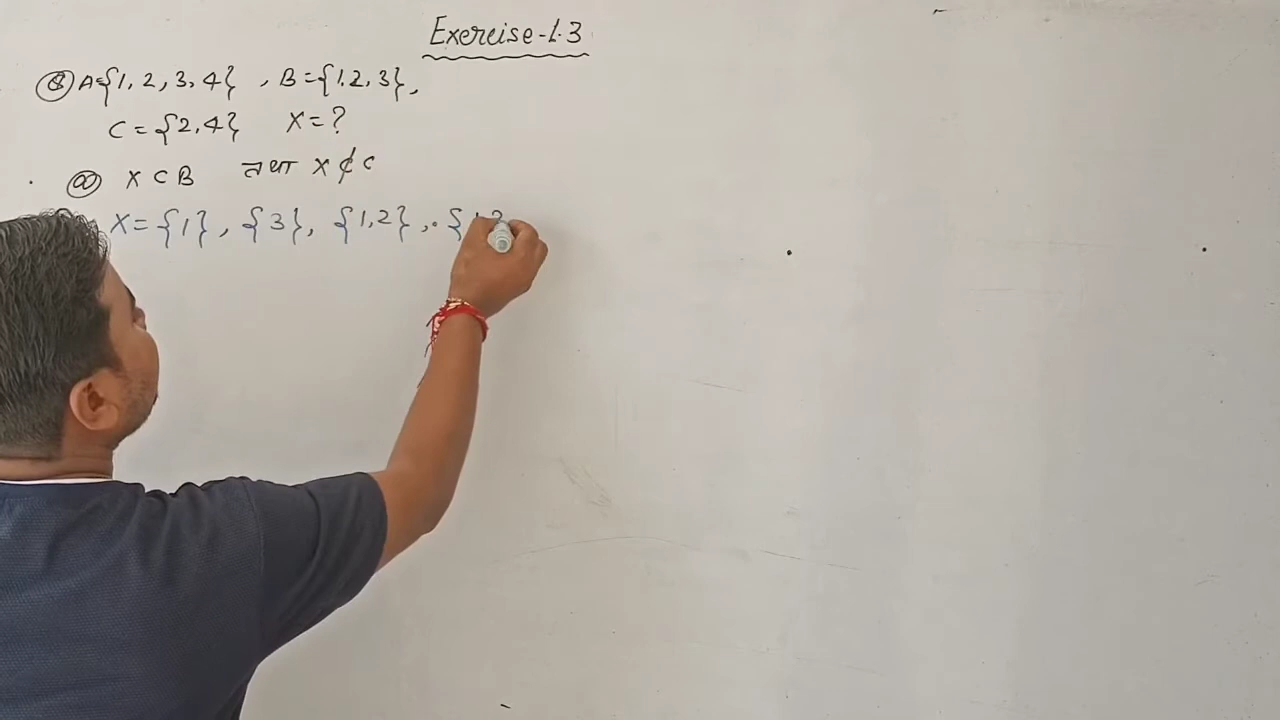 Exercise-1.3
A={1, 2, 3, 4} , B={1,2,3},
C={2,4} X=?
X⊂B तथा X⊄C
X={1}, {3}, {1,2}, {1,3